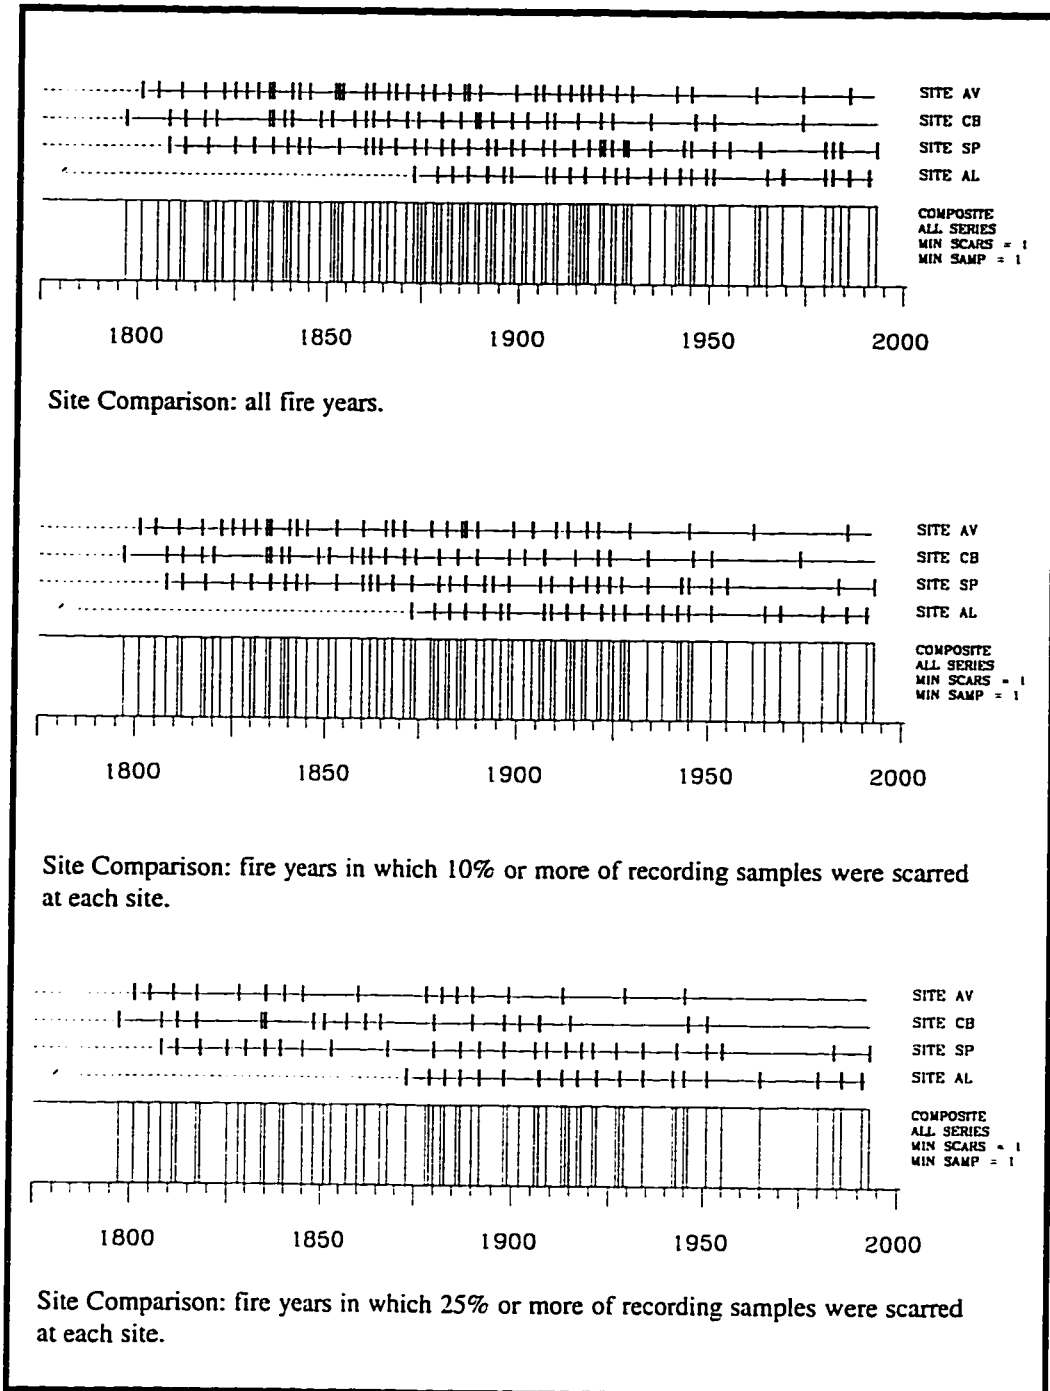 SITE AV
SITE CB
SITE SP
SITE AL
COMPOSITE
ALL SERIES
MIN SCARS = 1
MIN SAMP = 1
1800 1850 1900 1950 2000
Site Comparison: all fire years.
SITE AV
SITE CB
SITE SP
SITE AL
COMPOSITE
ALL SERIES
MIN SCARS = 1
MIN SAMP = 1
1800 1850 1900 1950 2000
Site Comparison: fire years in which 10% or more of recording samples were scarred
at each site.
SITE AV
SITE CB
SITE SP
SITE AL
COMPOSITE
ALL SERIES
MIN SCARS = 1
MIN SAMP = 1
1800 1850 1900 1950 2000
Site Comparison: fire years in which 25% or more of recording samples were scarred
at each site.